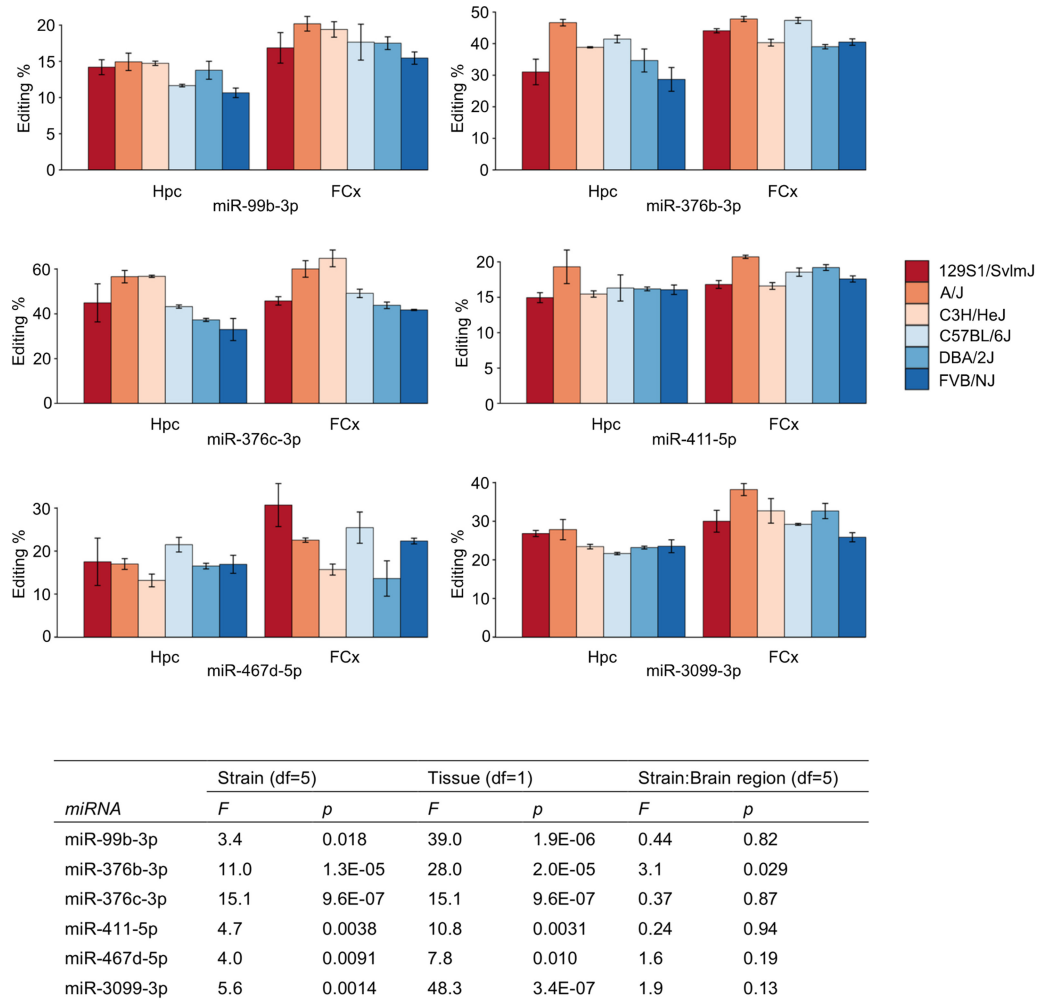 Editing %
20
15
10
5
0
Hpc
FCx
miR-99b-3p
Editing %
50
40
30
20
10
0
Hpc
FCx
miR-376b-3p
Editing %
60
40
60
0
Hpc
FCx
miR-376c-3p
Editing %
20
15
10
5
0
Hpc
FCx
miR-411-5p
129S1/SvImJ
A/J
C3H/HeJ
C57BL/6J
DBA/2J
FVB/NJ
Editing %
30
20
10
0
Hpc
FCx
miR-467d-5p
Editing %
40
30
20
10
0
Hpc
FCx
miR-3099-3p
Strain (df=5) Tissue (df=1) Strain:Brain region (df=5)
miRNA F p F p F p
miR-99b-3p 3.4 0.018 39.0 1.9E-06 0.44 0.82
miR-376b-3p 11.0 1.3E-05 28.0 2.0E-05 3.1 0.029
miR-376c-3p 15.1 9.6E-07 15.1 9.6E-07 0.37 0.87
miR-411-5p 4.7 0.0038 10.8 0.0031 0.24 0.94
miR-467d-5p 4.0 0.0091 7.8 0.010 1.6 0.19
miR-3099-3p 5.6 0.0014 48.3 3.4E-07 1.9 0.13